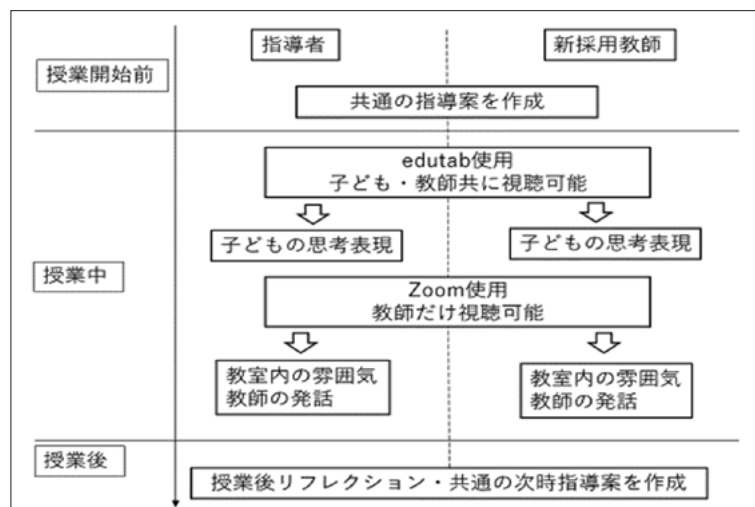 指導者
新採用教師
授業開始前
共通の指導案を作成
edutab使用
子ども・教師共に視聴可能
子どもの思考表現
子どもの思考表現
授業中
Zoom使用
教師だけ視聴可能
教室内の雰囲気
教師の発話
教室内の雰囲気
教師の発話
授業後
授業後リフレクション・共通の次時指導案を作成